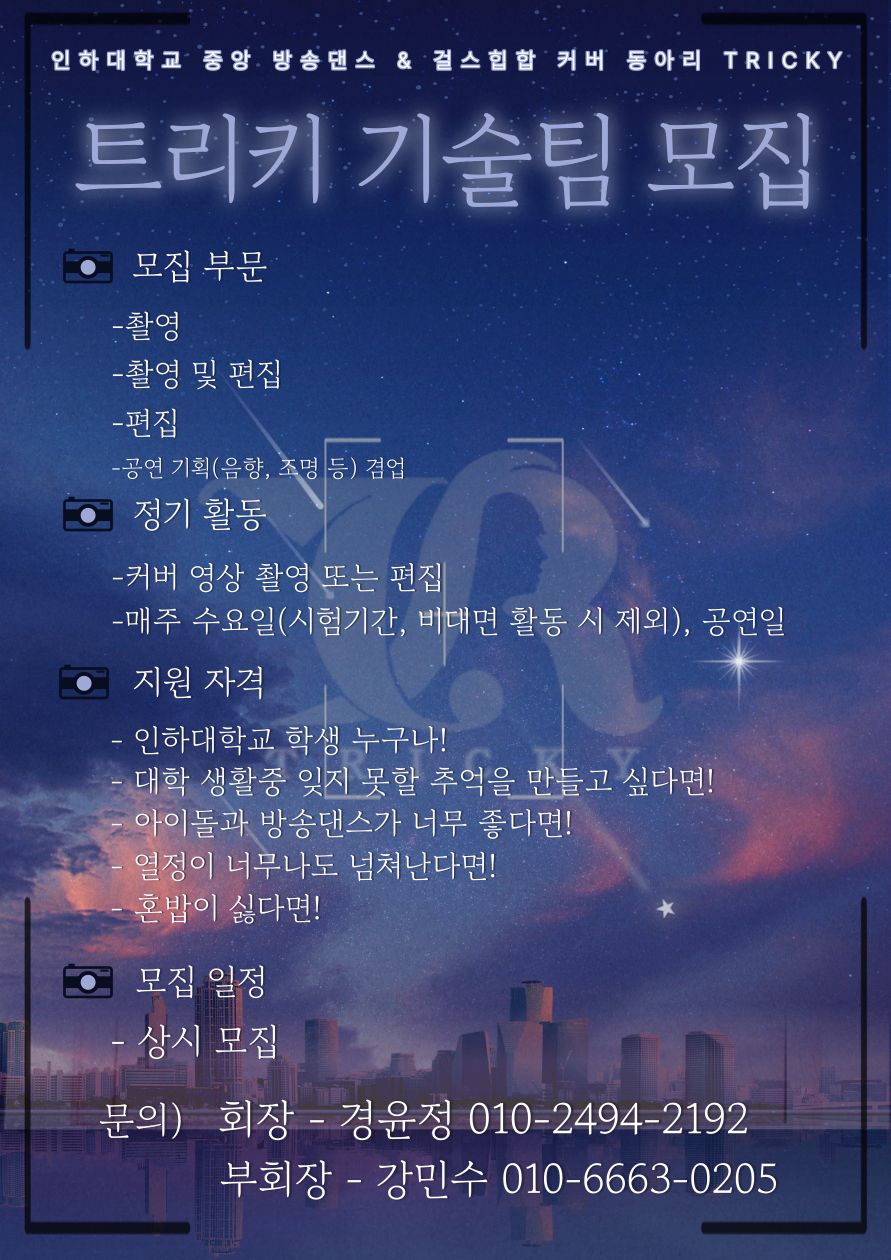 인하대학교 중앙 방송댄스 & 걸스힙합 커버 동아리 TRICKY
트리키 기술팀 모집
모집 부문
-촬영
-촬영 및 편집
-편집
-공연 기획(음향, 조명 등) 겸업
정기 활동
-커버 영상 촬영 또는 편집
-매주 수요일(시험기간, 비대면 활동 시 제외), 공연일
지원 자격
- 인하대학교 학생 누구나!
TRICKY
- 대학 생활중 잊지 못할 추억을 만들고 싶다면!
- 아이돌과 방송댄스가 너무 좋다면!
- 열정이 너무나도 넘쳐난다면!
- 혼밥이 싫다면!
모집 일정
- 상시 모집
문의) 회장 - 경윤정 010-2494-2192
부회장 - 강민수 010-6663-0205